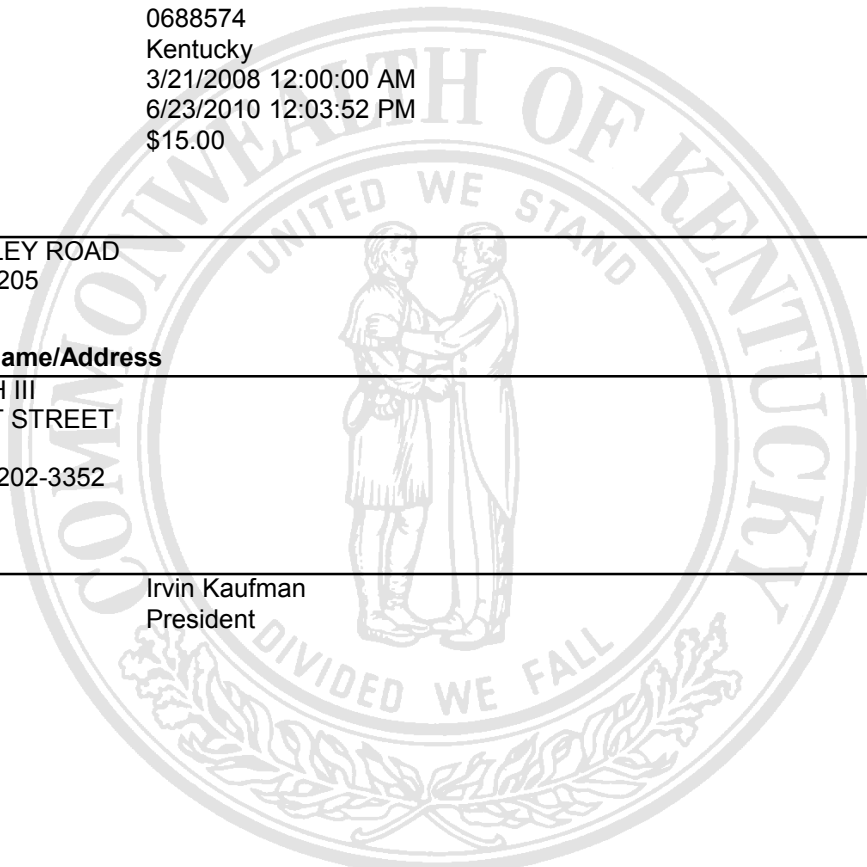 0688574
Kentucky
3/21/2008 12:00:00 AM
6/23/2010 12:03:52 PM
$15.00
COMMONWEALTH OF KENTUCKY
UNITED WE STAND
LEY ROAD
205
ame/Address
H III
T STREET
202-3352
Irvin Kaufman
President
DIVIDED WE FALL